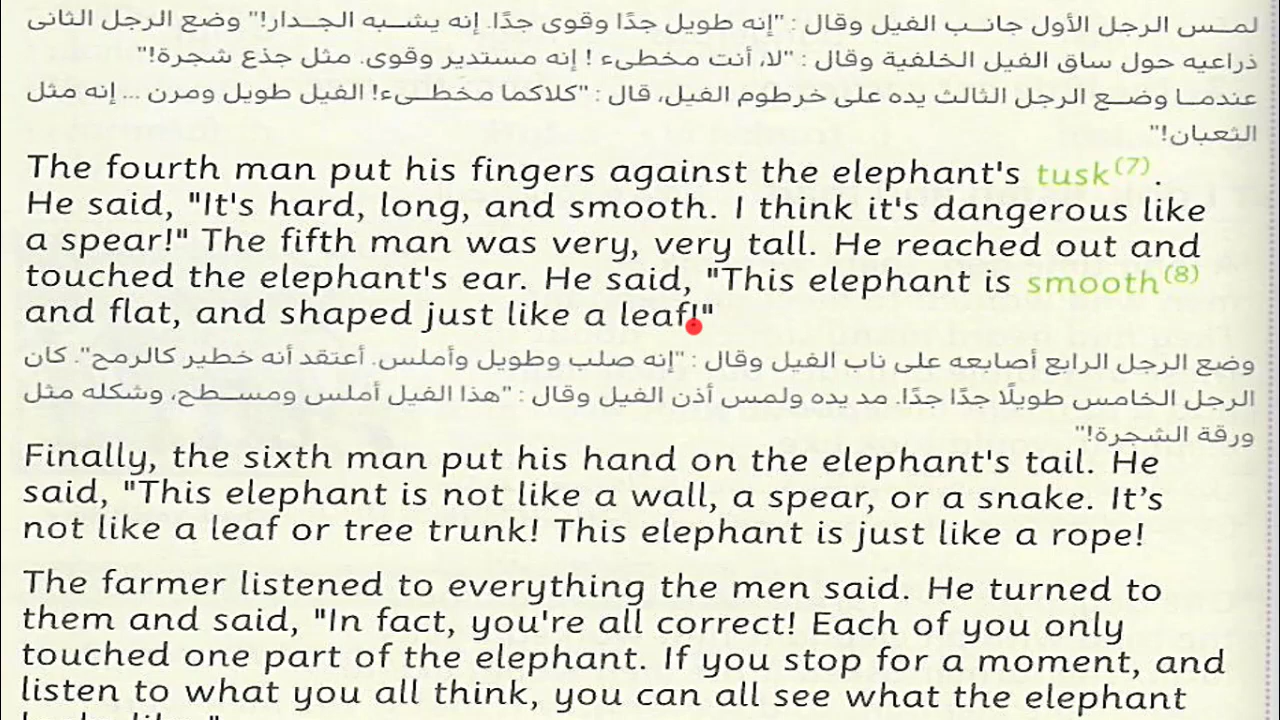 لمس الرجل الأول جانب الفيل وقال : "إنه طويل جدًا وقوى جدًا. إنه يشبه الجدار!" وضع الرجل الثانى
ذراعيه حول ساق الفيل الخلفية وقال : "لا، أنت مخطىء ! إنه مستدير وقوى. مثل جذع شجرة!"
عندما وضع الرجل الثالث يده على خرطوم الفيل، قال : "كلاكما مخطىء! الفيل طويل ومرن ... إنه مثل
الثعبان!"
The fourth man put his fingers against the elephant's tusk(7).
He said, "It's hard, long, and smooth. I think it's dangerous like
a spear!" The fifth man was very, very tall. He reached out and
touched the elephant's ear. He said, "This elephant is smooth(8)
and flat, and shaped just like a leaf!"
وضع الرجل الرابع أصابعه على ناب الفيل وقال : "إنه صلب وطويل وأملس. أعتقد أنه خطير كالرمح". كان
الرجل الخامس طويلًا جدًا جدًا. مد يده ولمس أذن الفيل وقال : "هذا الفيل أملس ومسطح، وشكله مثل
ورقة الشجرة!"
Finally, the sixth man put his hand on the elephant's tail. He
said, "This elephant is not like a wall, a spear, or a snake. It's
not like a leaf or tree trunk! This elephant is just like a rope!
The farmer listened to everything the men said. He turned to
them and said, "In fact, you're all correct! Each of you only
touched one part of the elephant. If you stop for a moment, and
listen to what you all think, you can all see what the elephant